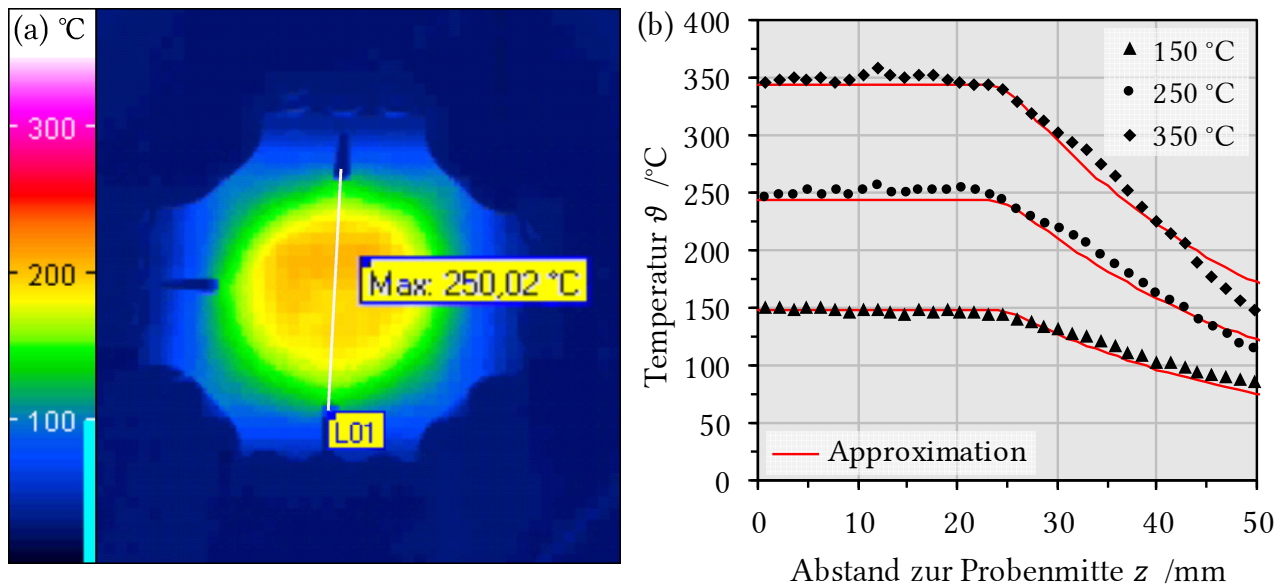 (a) °C
300
200
100
Max: 250,02 °C
L01
(b)
Temperatur ϑ /°C
400
350
300
250
200
150
100
50
0
150 °C
250 °C
350 °C
Approximation
0 10 20 30 40 50
Abstand zur Probenmitte z /mm